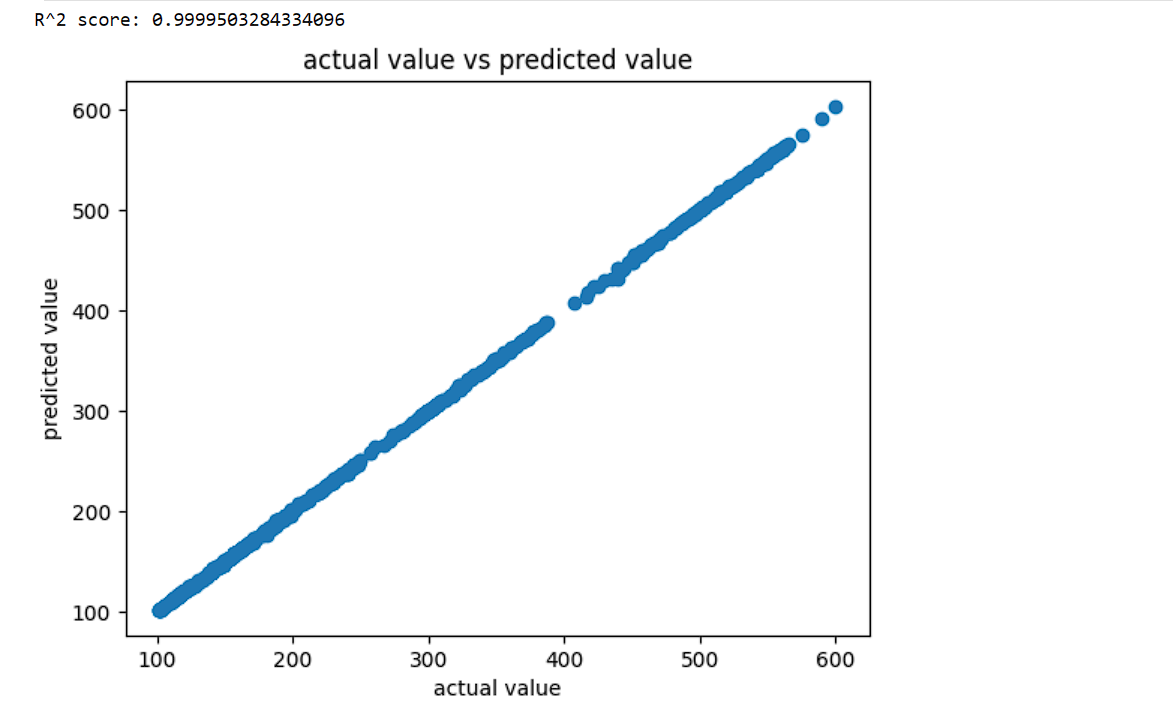 R^2 score: 0.9999503284334096
actual value vs predicted value
predicted value
600
500
400
300
200
100
100 200 300 400 500 600
actual value